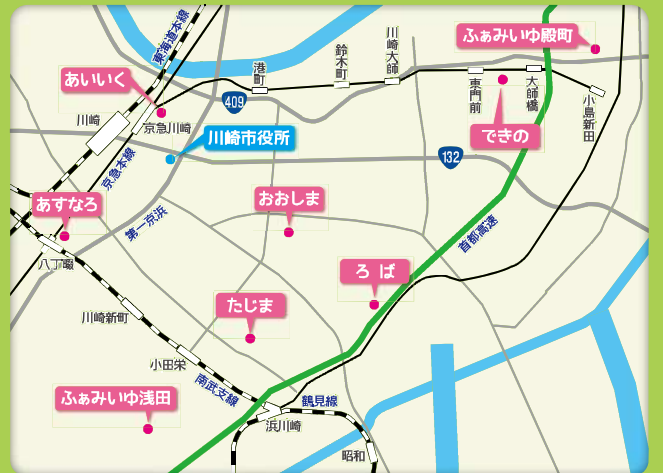 東海道本線
川崎大師
ふぁみいゆ殿町
鈴木町
港町
あいいく
409
東門前
大師橋
小島新田
川崎
京急川崎
川崎市役所
できの
132
京急本線
あすなろ
おおしま
第一京浜
首都高速
八丁畷
ろば
たじま
川崎新町
小田栄
南武支線
ふぁみいゆ浅田
鶴見線
浜川崎
昭和